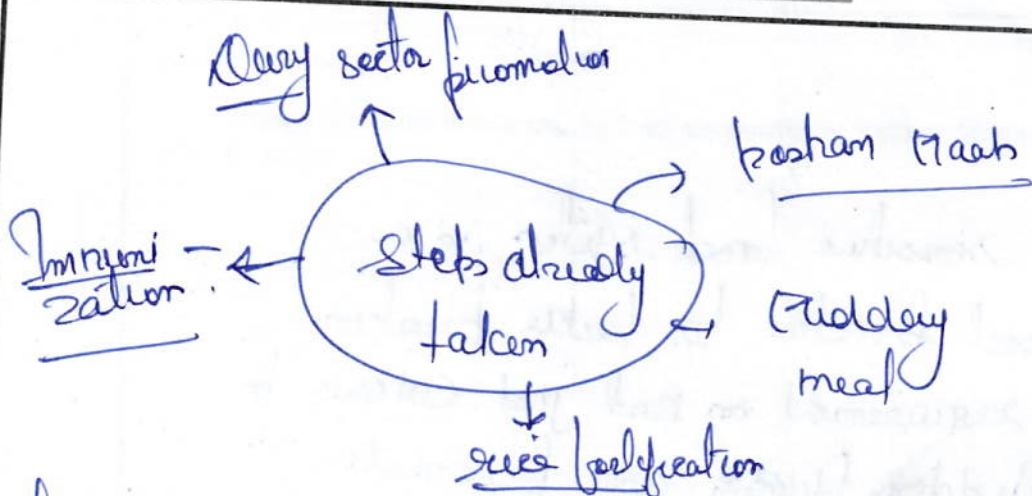 Dairy sector promotion
Poshan Maah
Immuni
zation.
Steps already
taken
Midday
meal
rice fortification